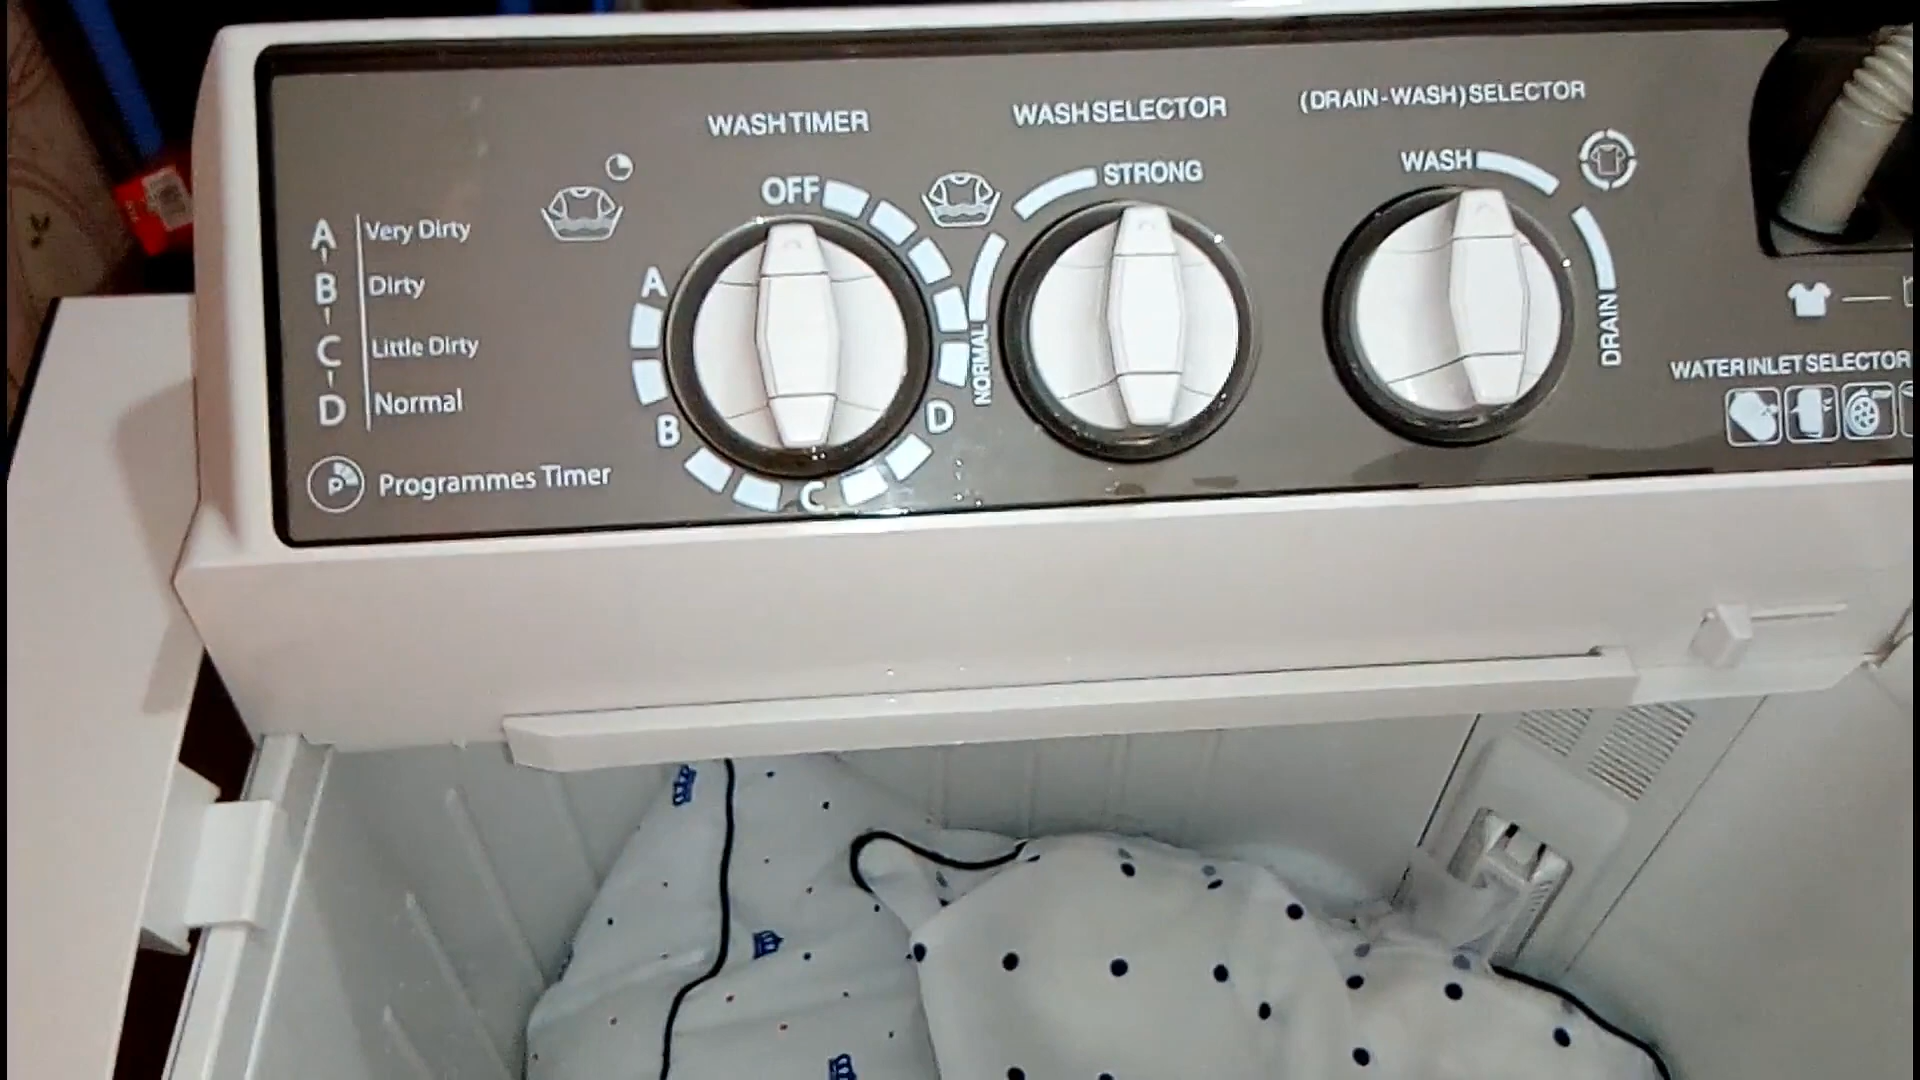 WASH TIMER
WASH SELECTOR
(DRAIN-WASH) SELECTOR
OFF
STRONG
WASH
A Very Dirty
B Dirty
C Little Dirty
D Normal
A
B
C
D
NORMAL
DRAIN
P Programmes Timer
WATER INLET SELECTOR